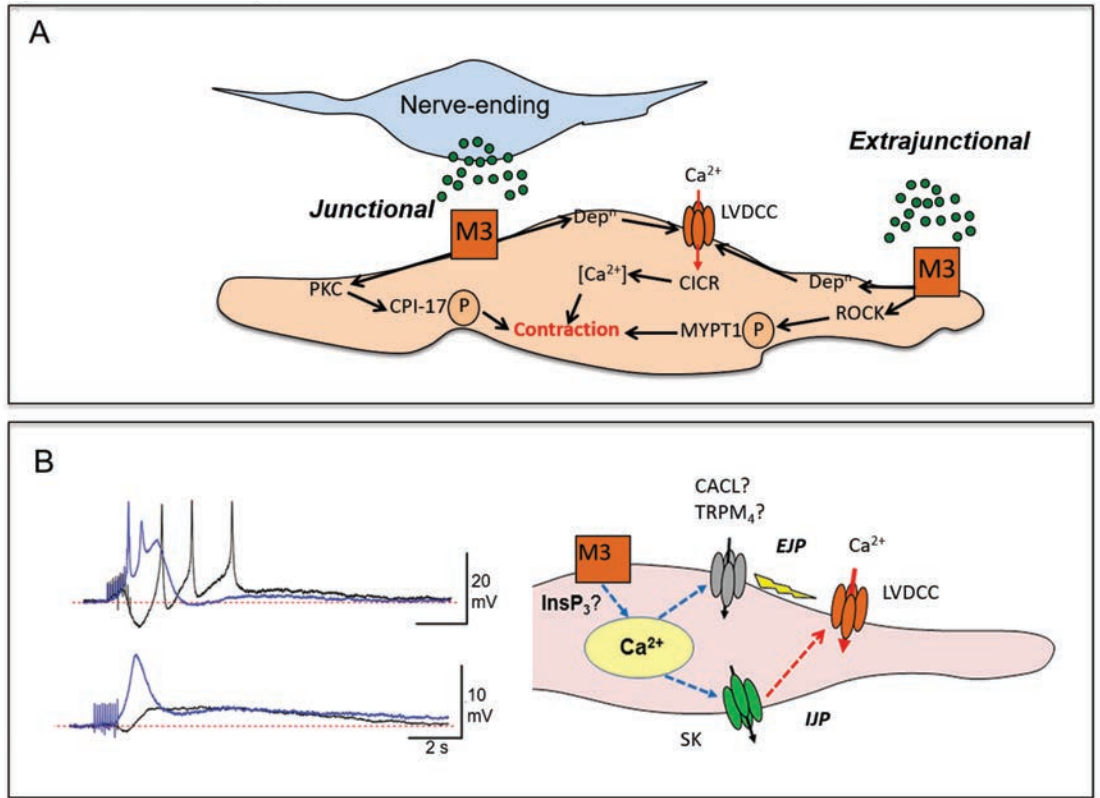 A
Nerve-ending
Extrajunctional
Ca²⁺
Junctional
LVDCC
M3
Depⁿ
M3
[Ca²⁺]
CICR
Depⁿ
PKC
CPI-17
P
Contraction
MYPT1
P
ROCK
B
CACL?
TRPM₄?
EJP
Ca²⁺
M3
20
mV
LVDCC
InsP₃?
Ca²⁺
10
mV
IJP
SK
2 s